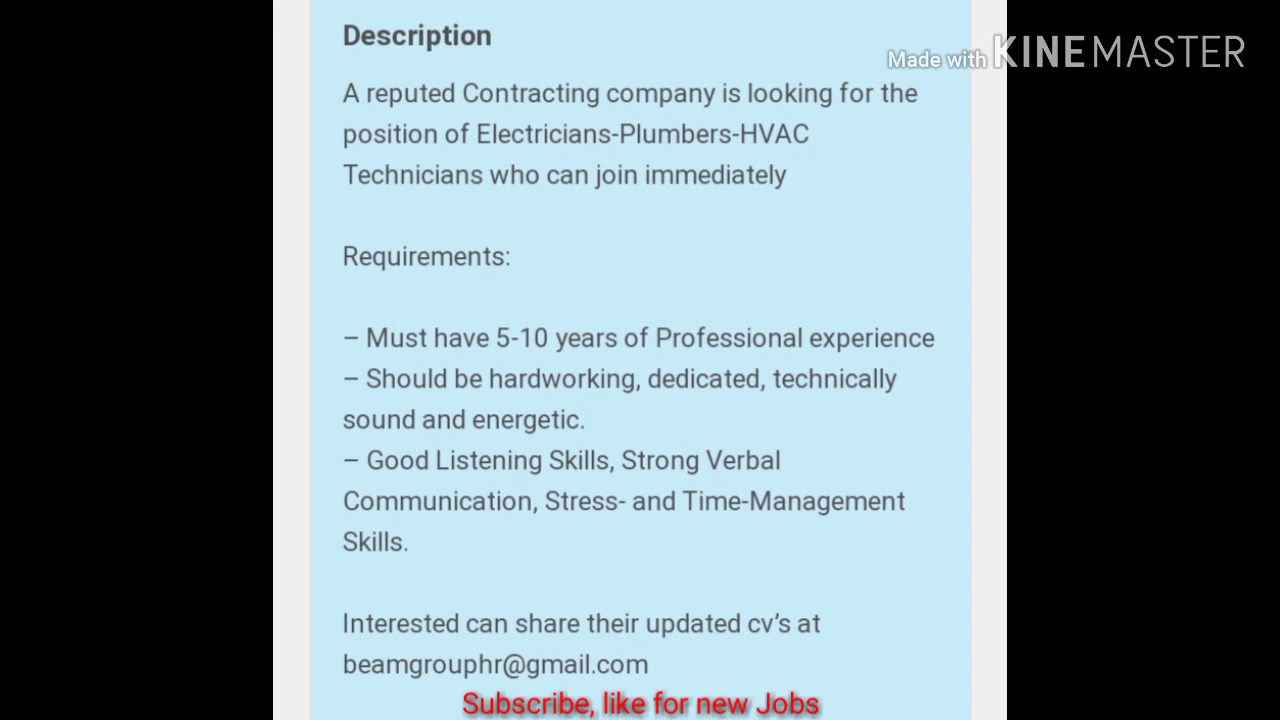 Description
Made with KINEMASTER
A reputed Contracting company is looking for the
position of Electricians-Plumbers-HVAC
Technicians who can join immediately
Requirements:
– Must have 5-10 years of Professional experience
– Should be hardworking, dedicated, technically
sound and energetic.
– Good Listening Skills, Strong Verbal
Communication, Stress- and Time-Management
Skills.
Interested can share their updated cv’s at
beamgrouphr@gmail.com
Subscribe, like for new Jobs